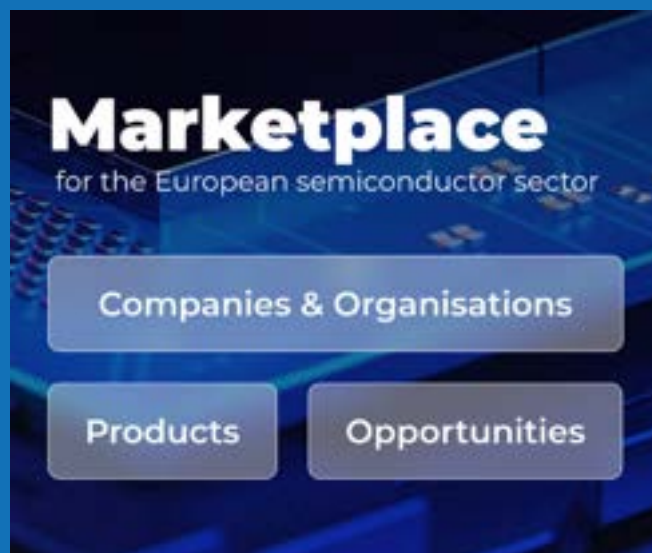 Marketplace
for the European semiconductor sector
Companies & Organisations
Products
Opportunities